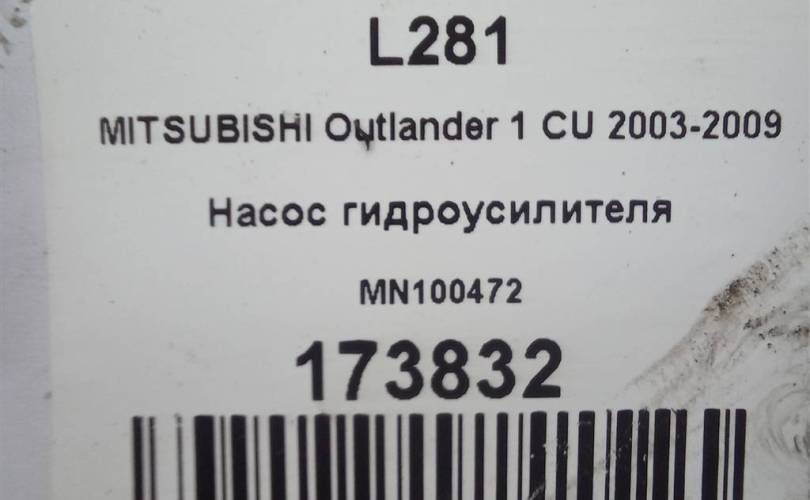 L281
MITSUBISHI Outlander 1 CU 2003-2009
Насос гидроусилителя
MN100472
173832